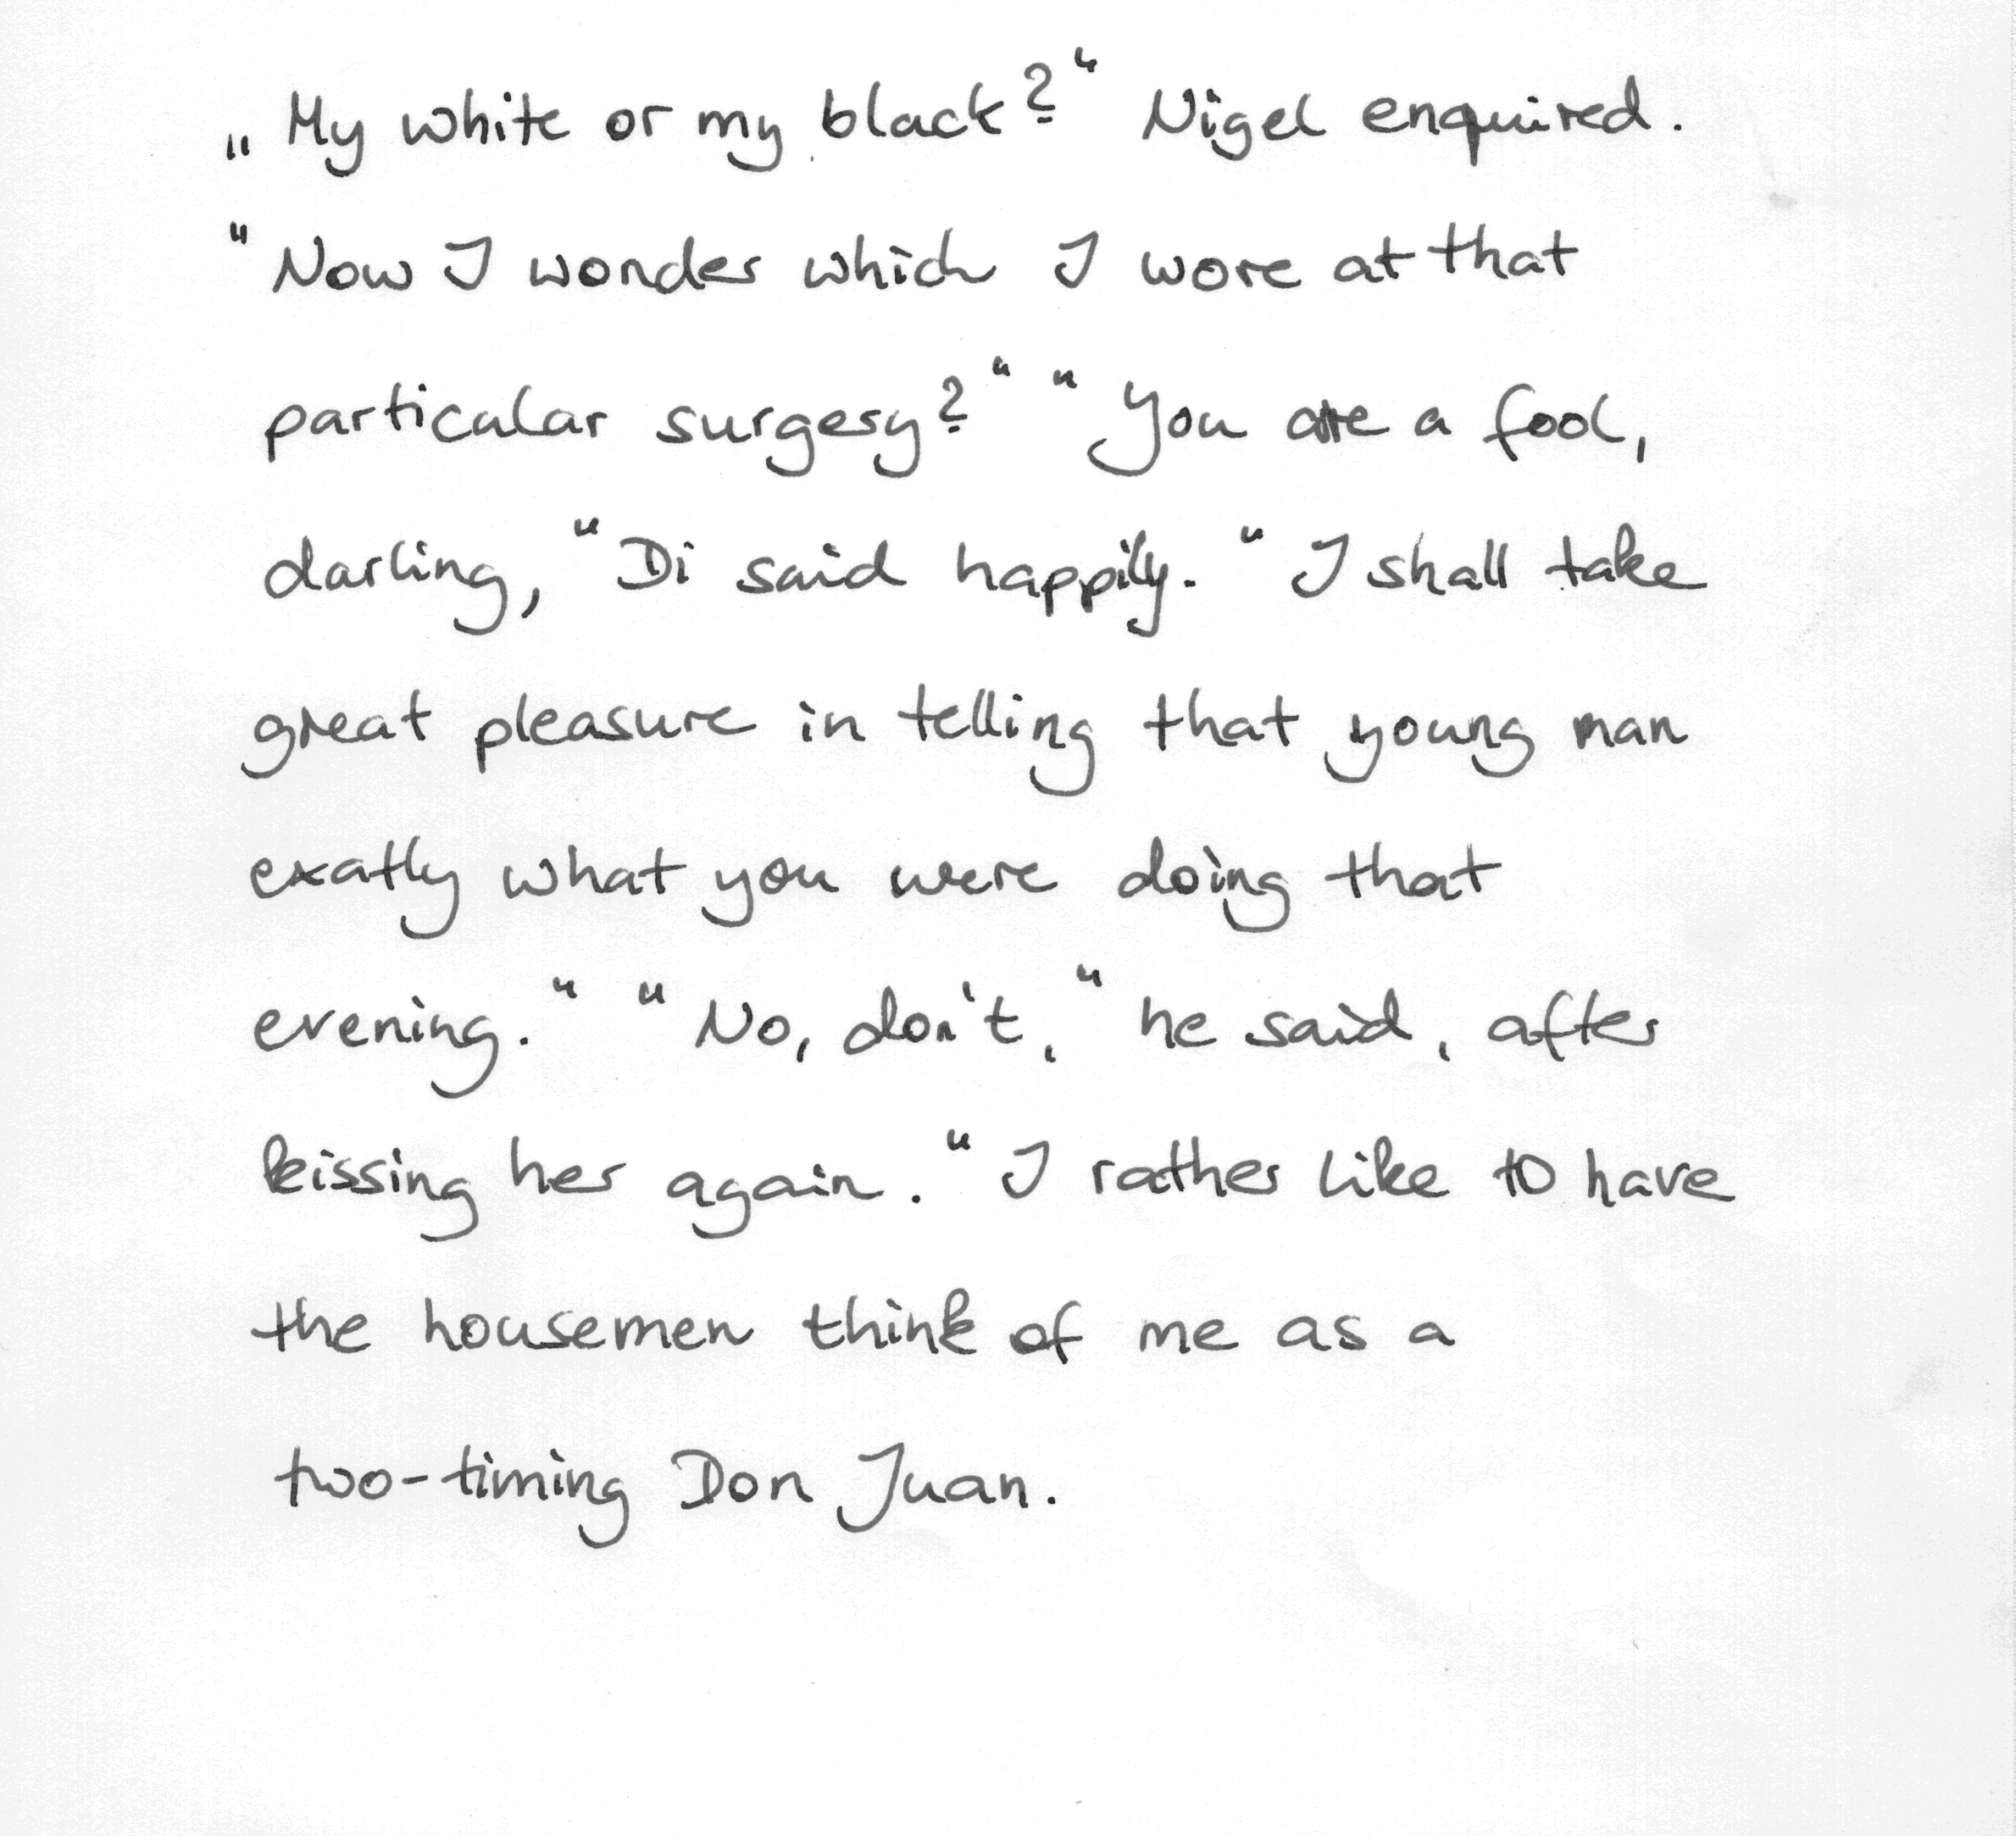 „My white or my black?" Nigel enquired.
"Now I wonder which I wore at that
particular surgery?" "You are a fool,
darling," Di said happily. "I shall take
great pleasure in telling that young man
exatly what you were doing that
evening." "No, don't," he said, after
kissing her again. "I rather like to have
the housemen think of me as a
two-timing Don Juan.